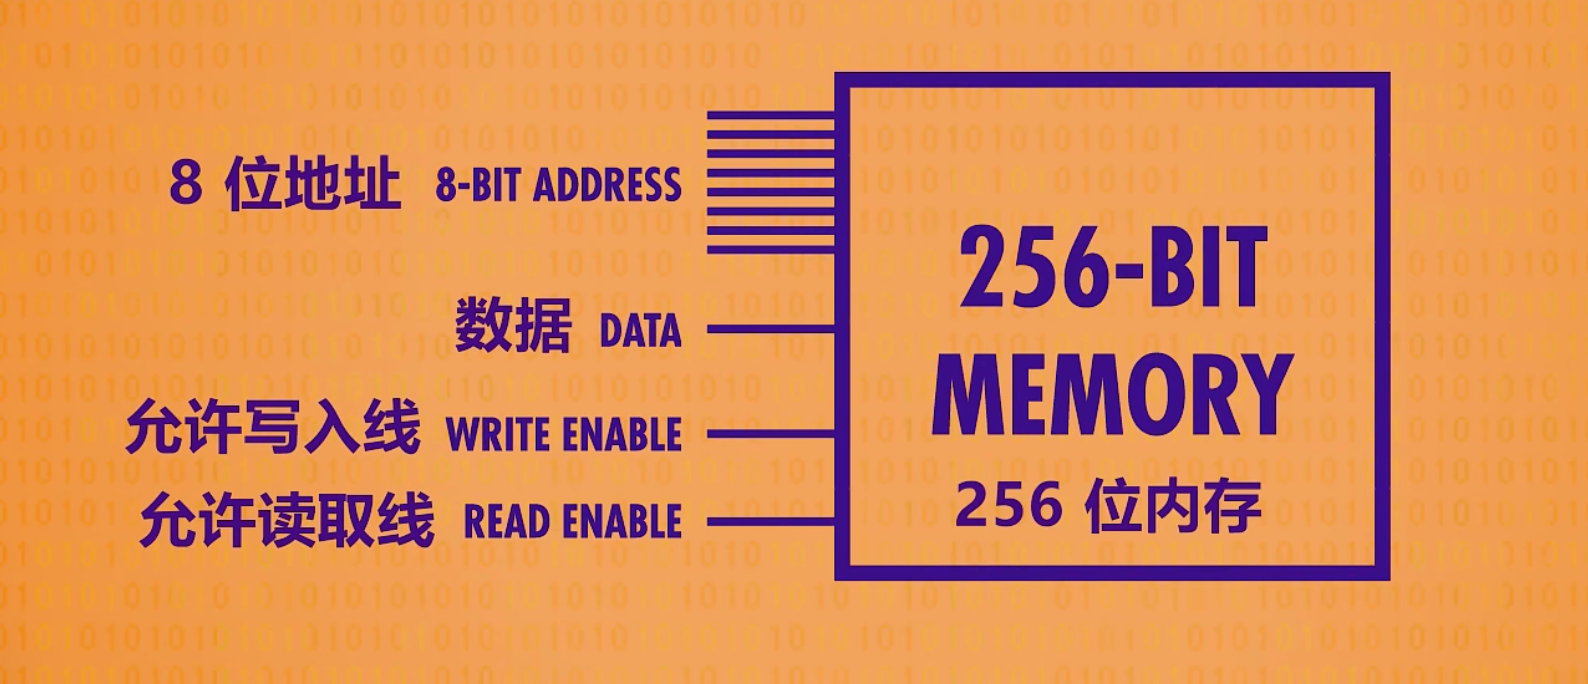 8 位地址 8-BIT ADDRESS
数据 DATA
允许写入线 WRITE ENABLE
允许读取线 READ ENABLE
256-BIT
MEMORY
256 位内存